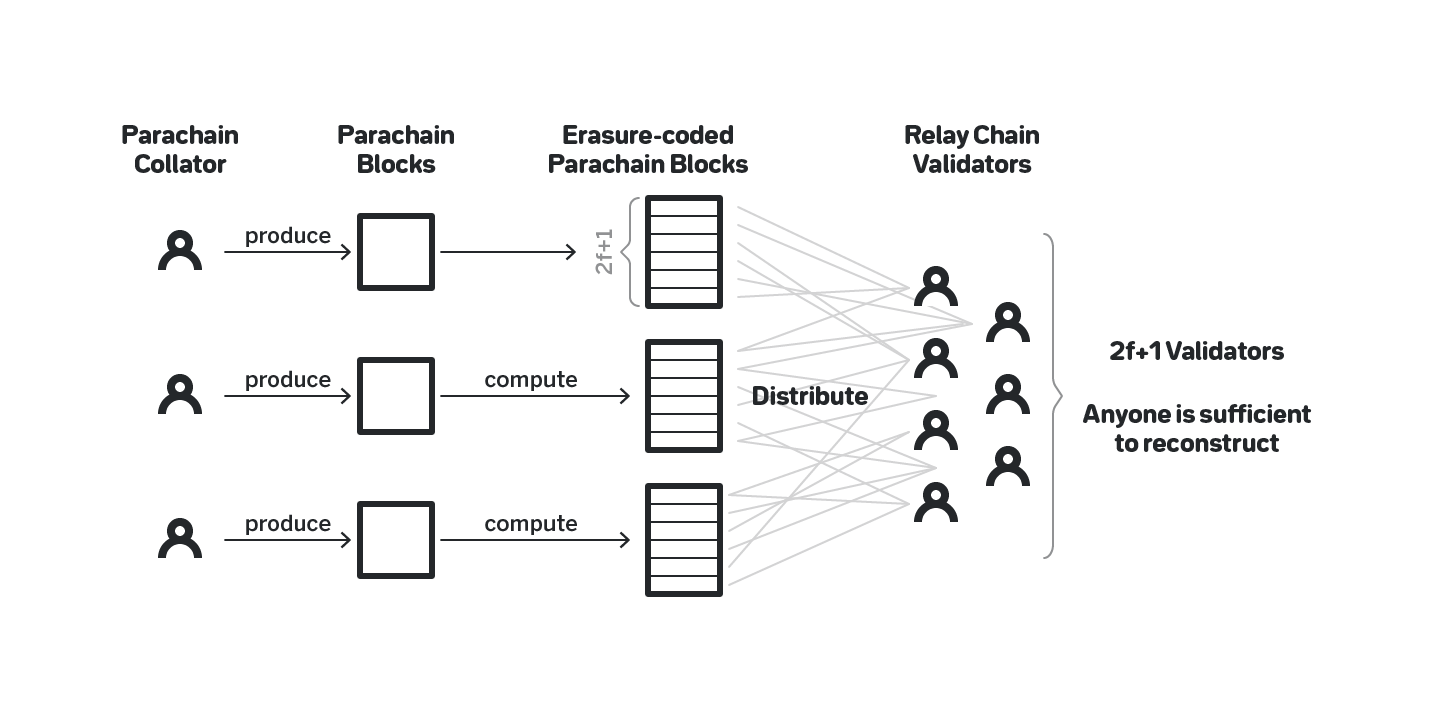 Parachain
Collator
Parachain
Blocks
Erasure-coded
Parachain Blocks
Relay Chain
Validators
produce
2f+1
produce
compute
Distribute
produce
compute
2f+1 Validators
Anyone is sufficient
to reconstruct